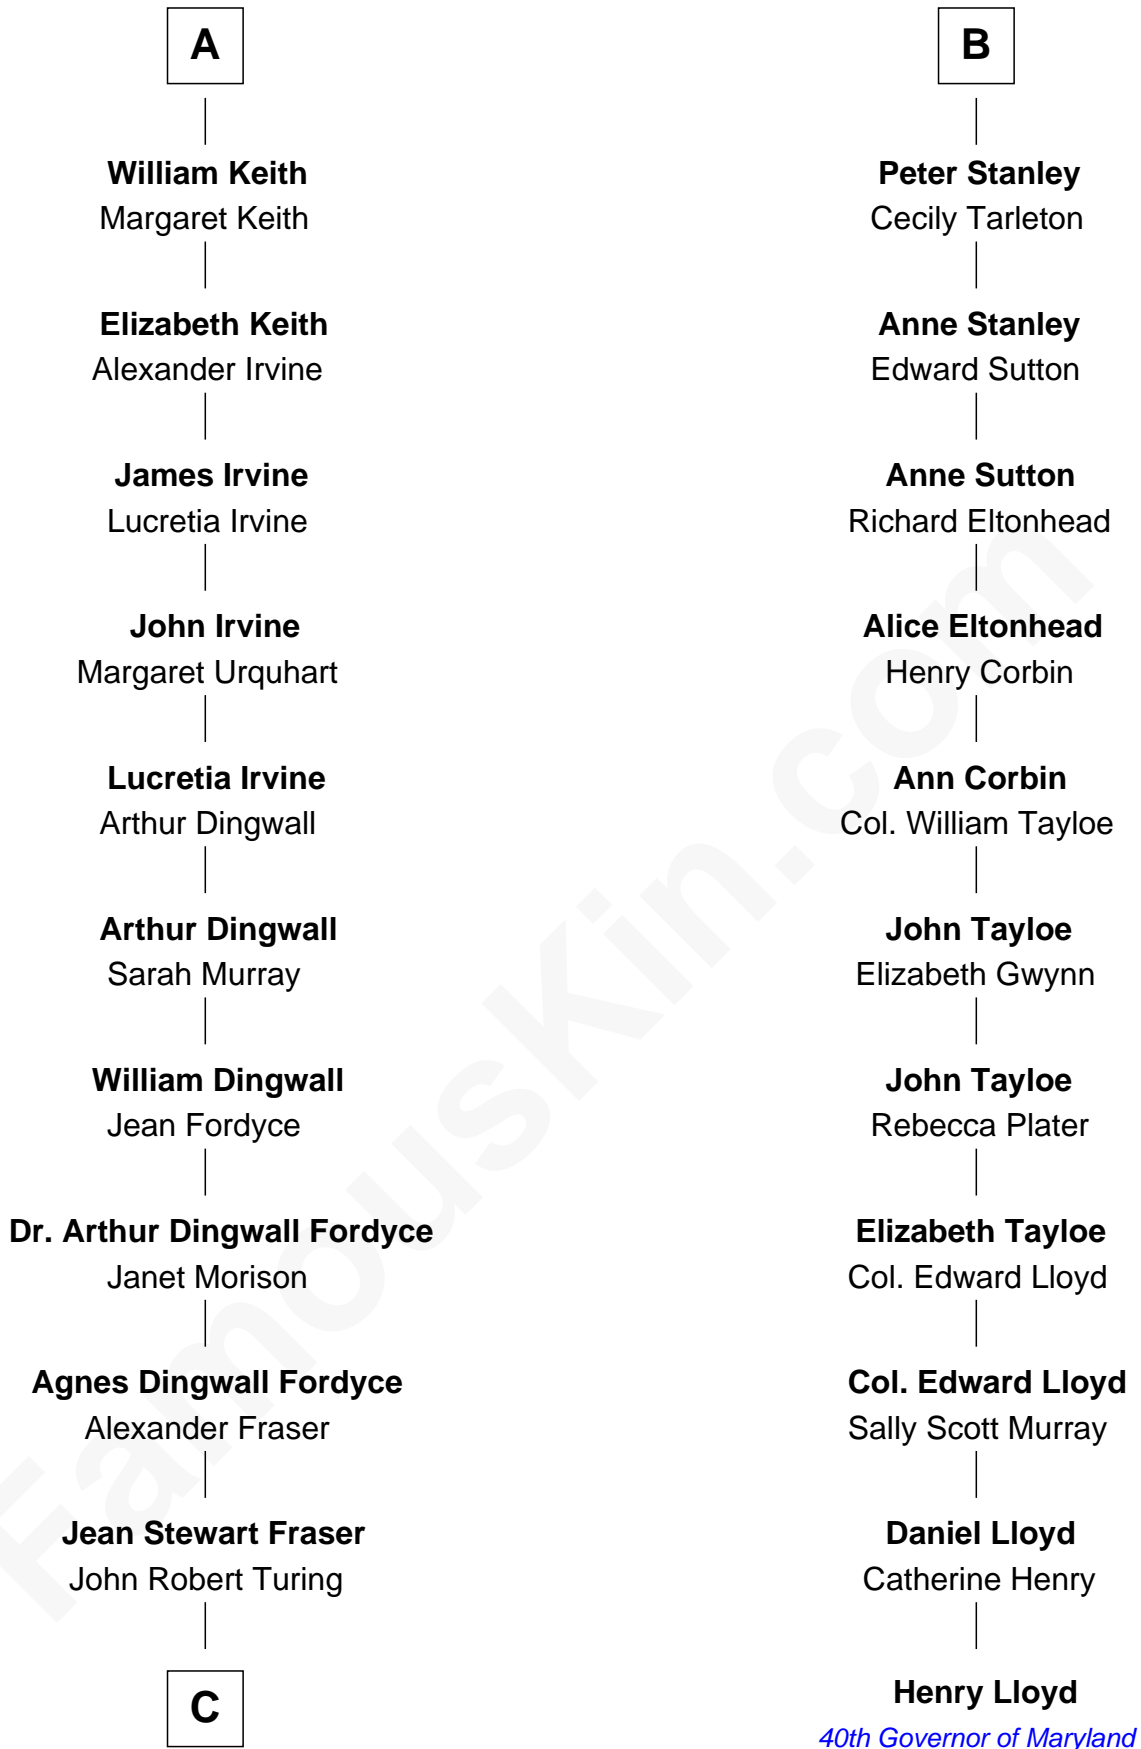 A
William Keith
Margaret Keith
Elizabeth Keith
Alexander Irvine
James Irvine
Lucretia Irvine
John Irvine
Margaret Urquhart
Lucretia Irvine
Arthur Dingwall
Arthur Dingwall
Sarah Murray
William Dingwall
Jean Fordyce
Dr. Arthur Dingwall Fordyce
Janet Morison
Agnes Dingwall Fordyce
Alexander Fraser
Jean Stewart Fraser
John Robert Turing
C
B
Peter Stanley
Cecily Tarleton
Anne Stanley
Edward Sutton
Anne Sutton
Richard Eltonhead
Alice Eltonhead
Henry Corbin
Ann Corbin
Col. William Tayloe
John Tayloe
Elizabeth Gwynn
John Tayloe
Rebecca Plater
Elizabeth Tayloe
Col. Edward Lloyd
Col. Edward Lloyd
Sally Scott Murray
Daniel Lloyd
Catherine Henry
Henry Lloyd
40th Governor of Maryland
FamousKin.com